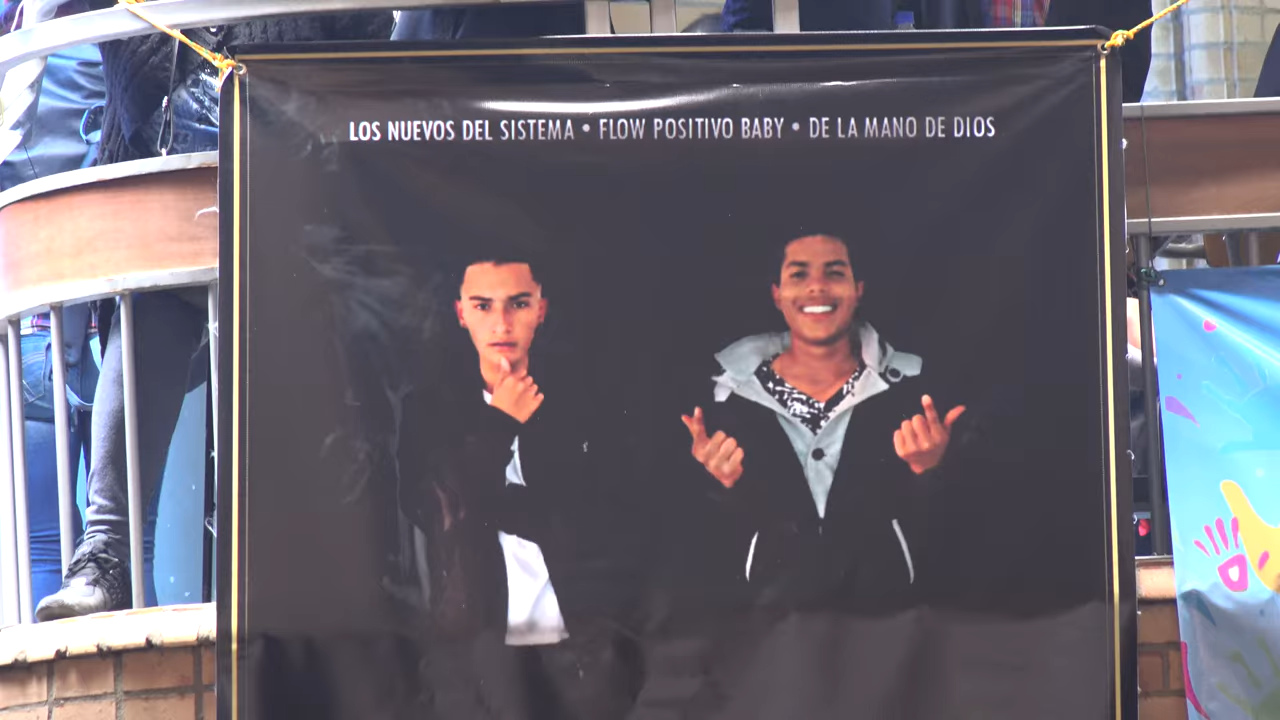 LOS NUEVOS DEL SISTEMA • FLOW POSITIVO BABY • DE LA MANO DE DIOS